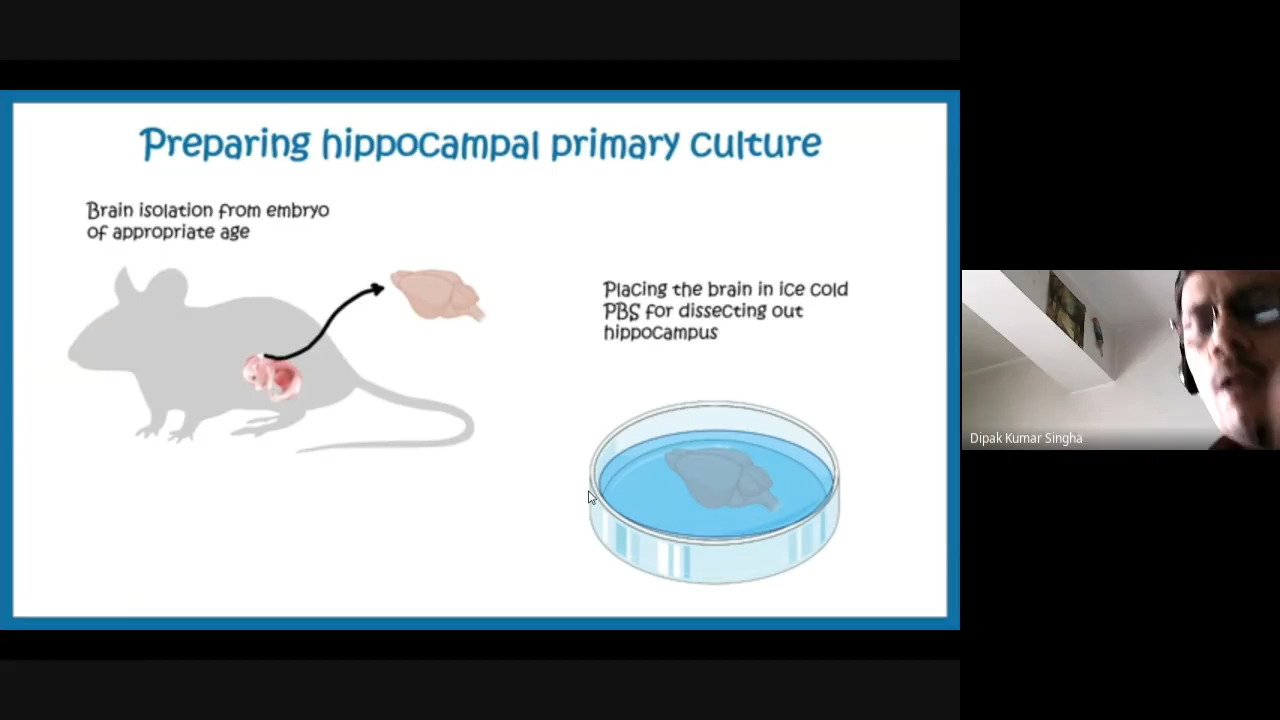 Preparing hippocampal primary culture
Brain isolation from embryo
of appropriate age
Placing the brain in ice cold
PBS for dissecting out
hippocampus
Dipak Kumar Singha